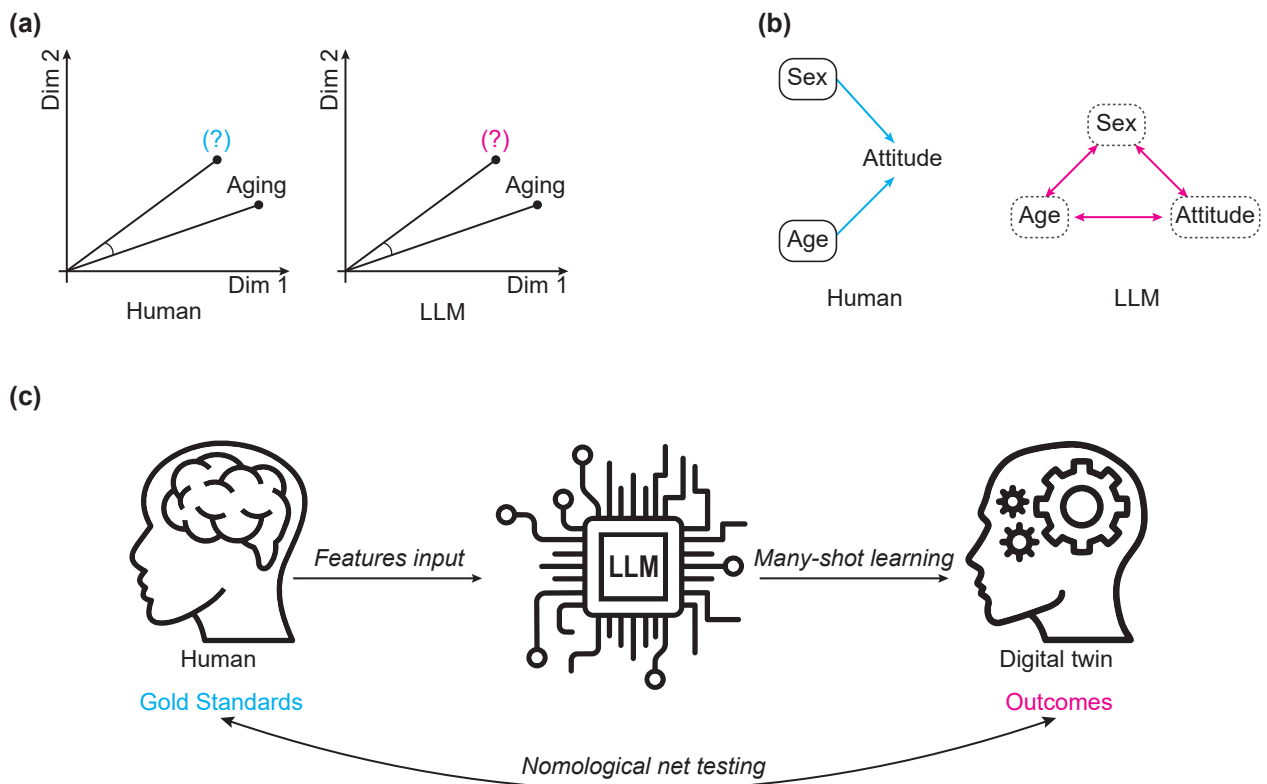 (a)
Dim 2
(?)
Aging
Dim 1
Human
Dim 2
(?)
Aging
Dim 1
LLM
(b)
Sex
Attitude
Age
Human
Sex
Age
Attitude
LLM
(c)
Features input
LLM
Many-shot learning
Human
Digital twin
Gold Standards
Outcomes
Nomological net testing